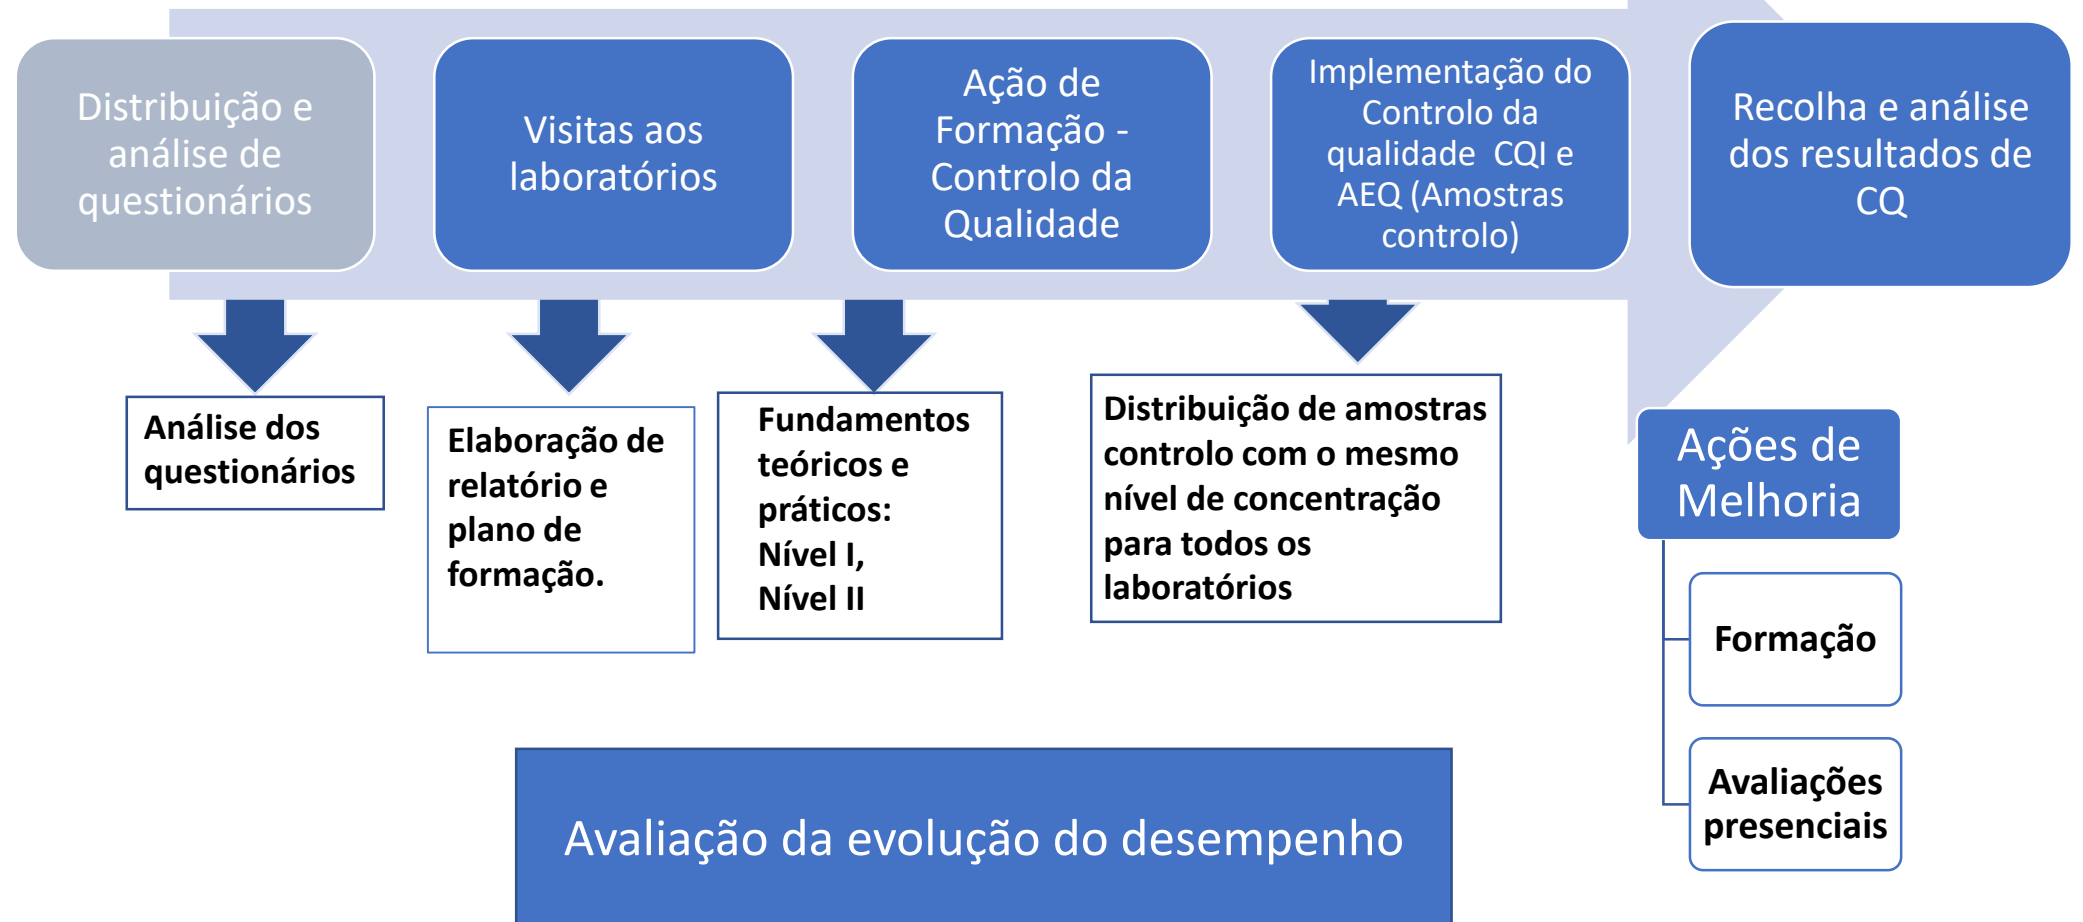 Distribuição e
análise de
questionários
Visitas aos
laboratórios
Ação de
Formação -
Controlo da
Qualidade
Implementação do
Controlo da
qualidade  CQI e
AEQ (Amostras
controlo)
Recolha e análise
dos resultados de
CQ
Análise dos
questionários
Elaboração de
relatório e
plano de
formação.
Fundamentos
teóricos e
práticos:
Nível I,
Nível II
Distribuição de amostras
controlo com o mesmo
nível de concentração
para todos os
laboratórios
Ações de
Melhoria
Formação
Avaliações
presenciais
Avaliação da evolução do desempenho